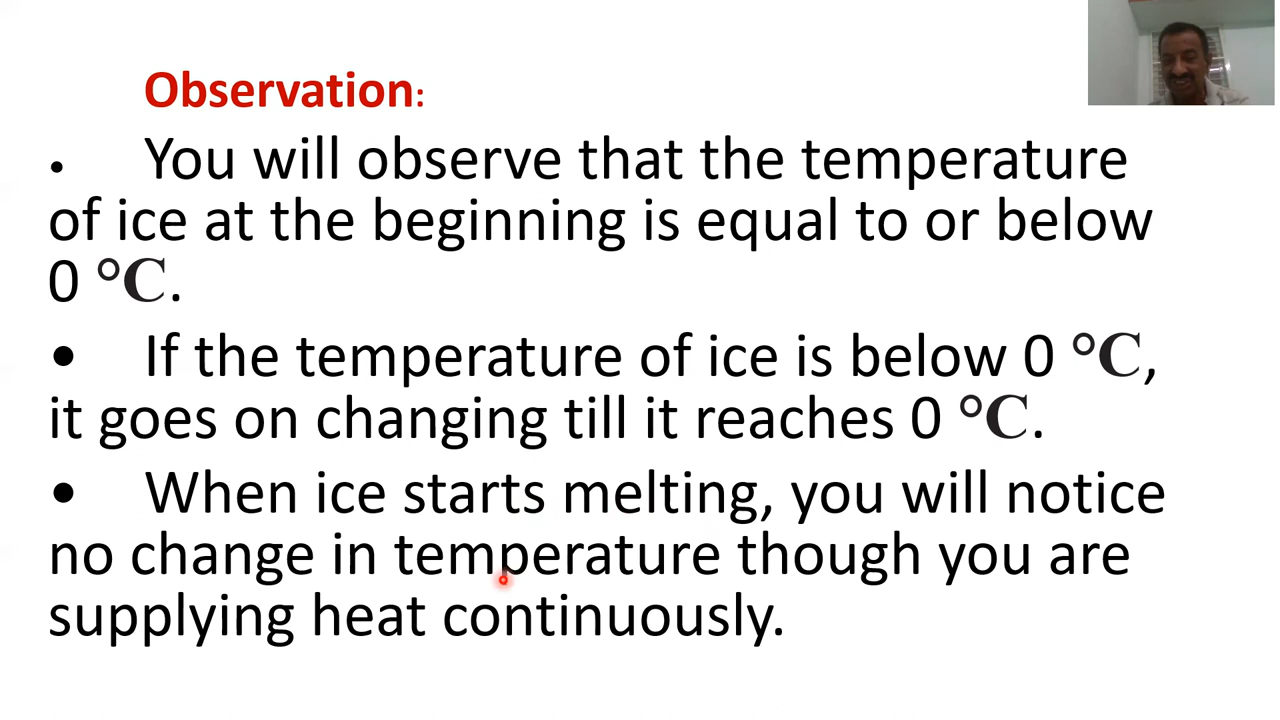 Observation:
• You will observe that the temperature
of ice at the beginning is equal to or below
0 °C.
• If the temperature of ice is below 0 °C,
it goes on changing till it reaches 0 °C.
• When ice starts melting, you will notice
no change in temperature though you are
supplying heat continuously.